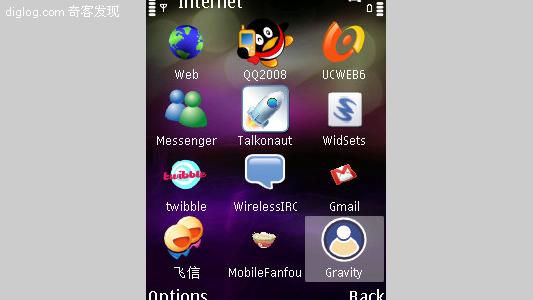 diglog.com 奇客发现
Internet
Web
QQ2008
UCWEB6
Messenger
Talkonaut
WidSets
twibble
twibble
WirelessIRC
Gmail
飞信
MobileFanfou
Gravity
Options
Back